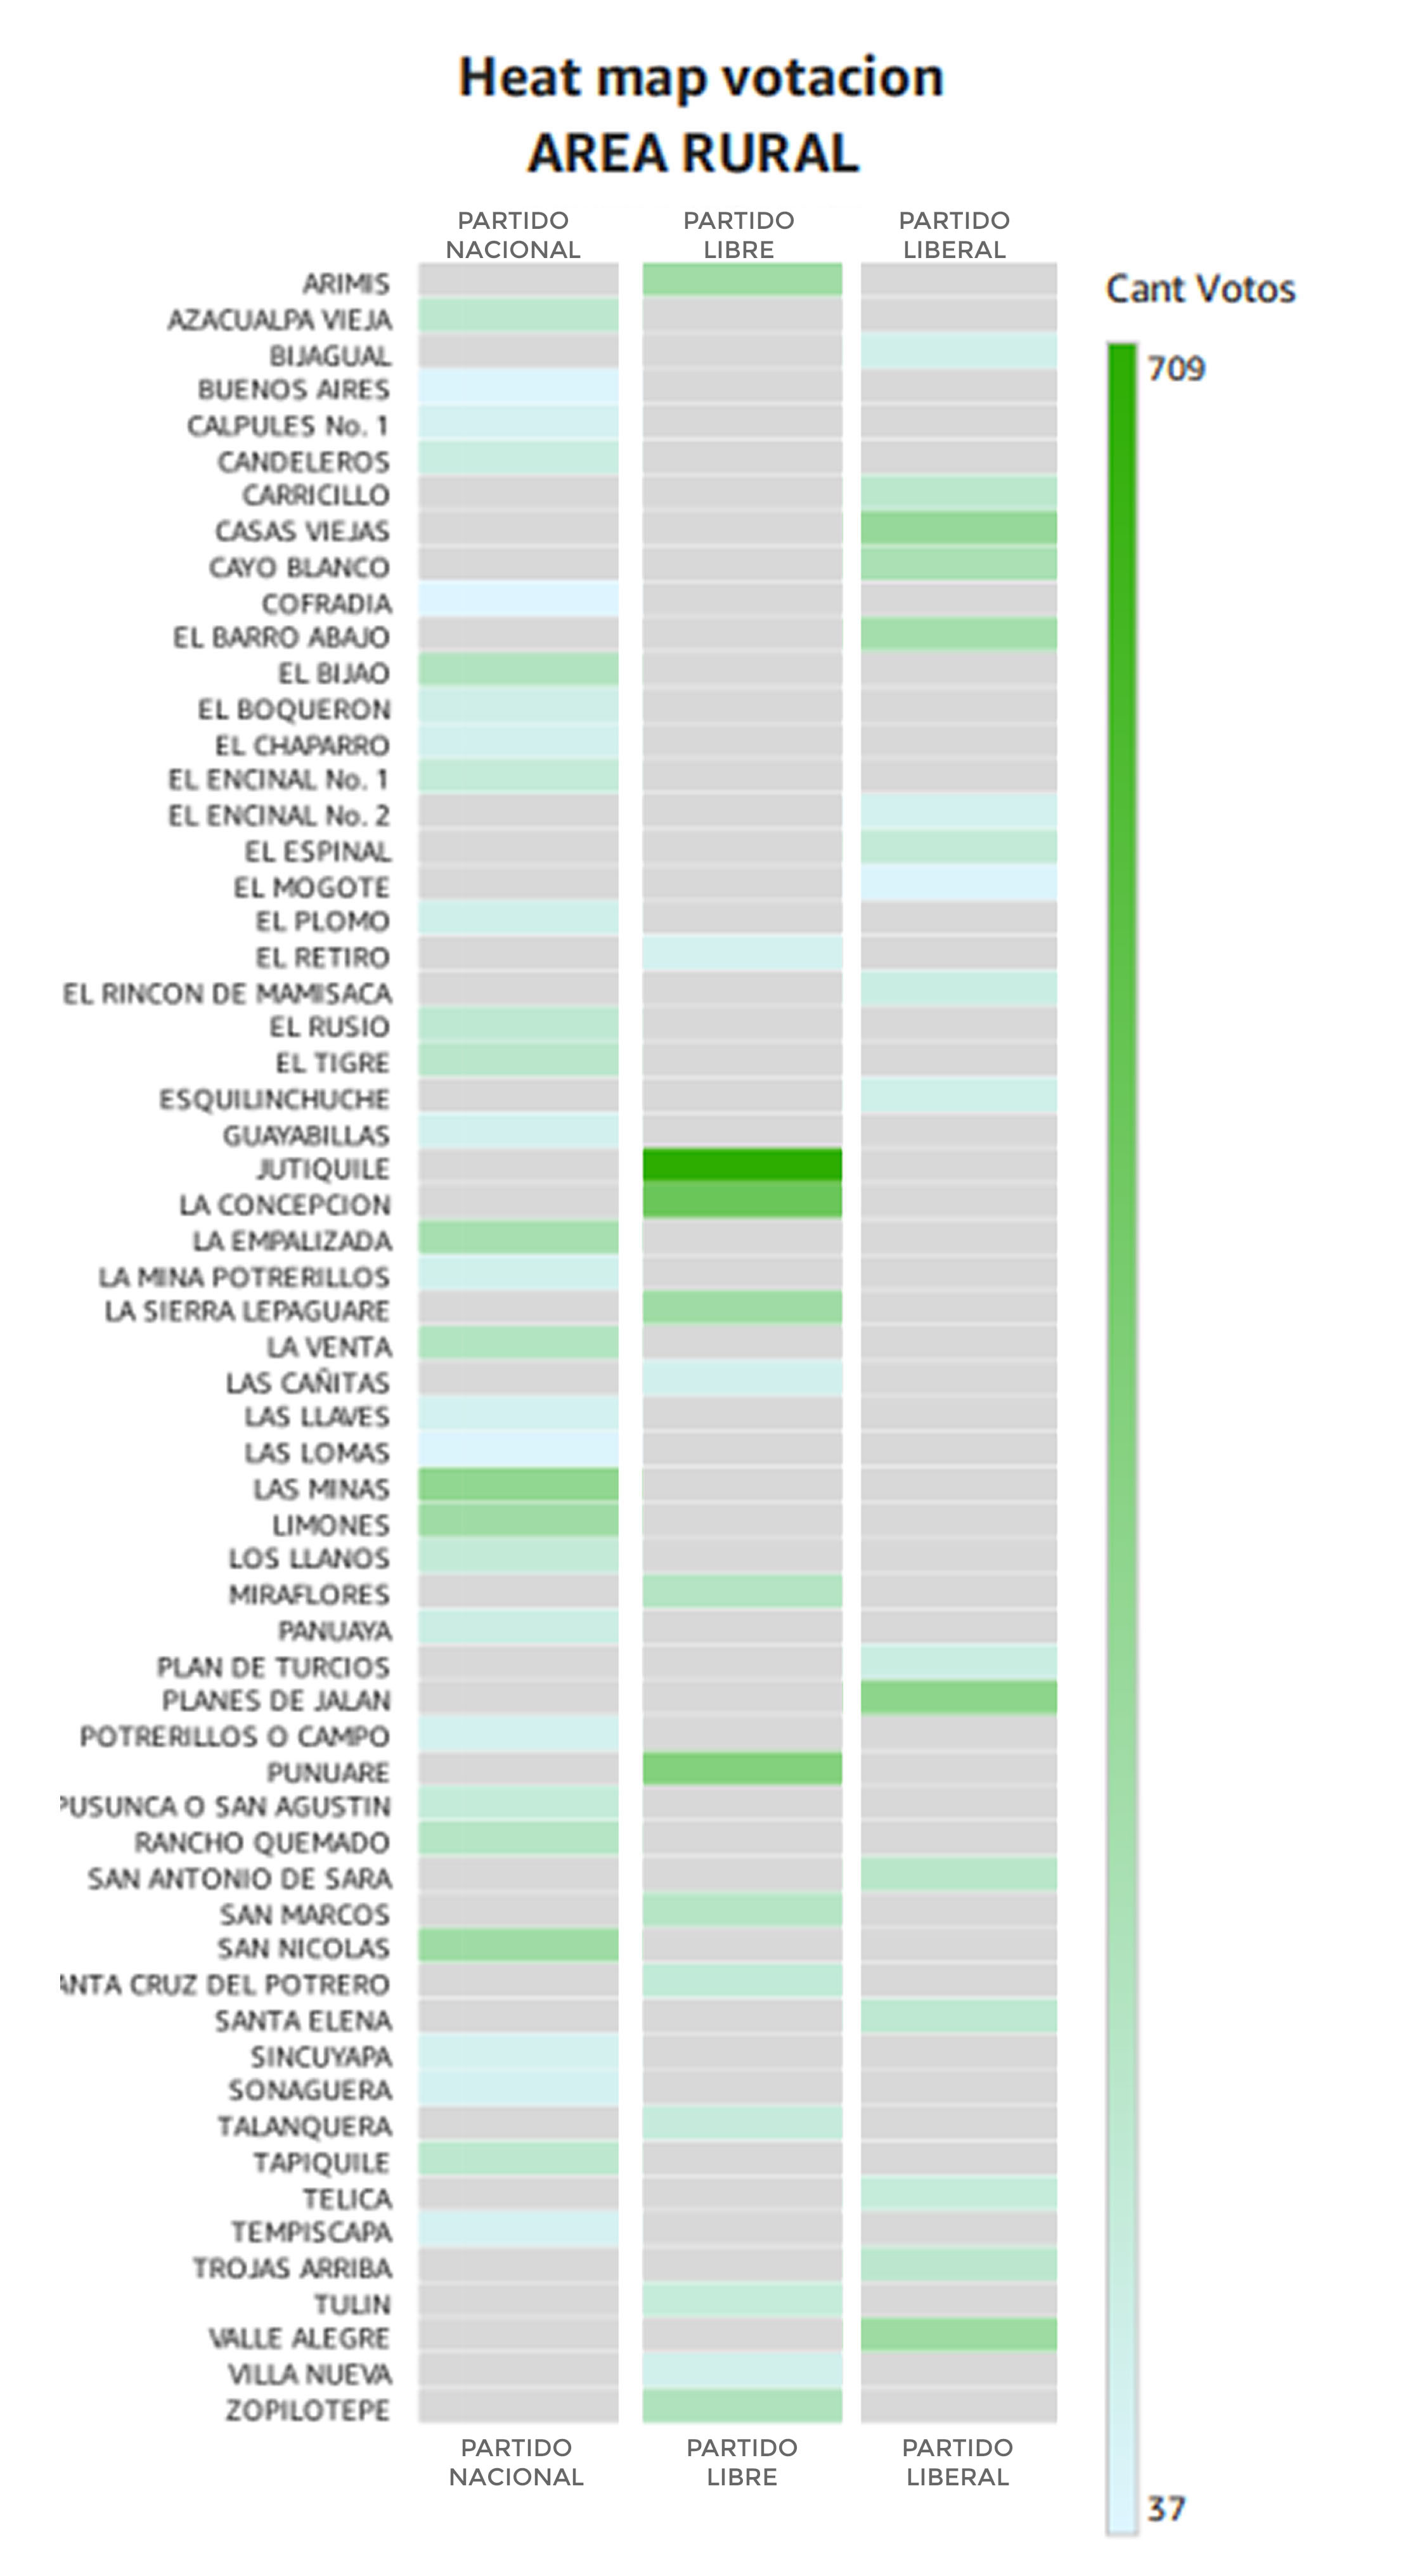 Heat map votacion
AREA RURAL
PARTIDO
NACIONAL
PARTIDO
LIBRE
PARTIDO
LIBERAL
Cant Votos
709
37
ARIMIS
AZACUALPA VIEJA
BIJAGUAL
BUENOS AIRES
CALPULES No. 1
CANDELEROS
CARRICILLO
CASAS VIEJAS
CAYO BLANCO
COFRADIA
EL BARRO ABAJO
EL BIJAO
EL BOQUERON
EL CHAPARRO
EL ENCINAL No. 1
EL ENCINAL No. 2
EL ESPINAL
EL MOGOTE
EL PLOMO
EL RETIRO
EL RINCON DE MAMISACA
EL RUSIO
EL TIGRE
ESQUILINCHUCHE
GUAYABILLAS
JUTIQUILE
LA CONCEPCION
LA EMPALIZADA
LA MINA POTRERILLOS
LA SIERRA LEPAGUARE
LA VENTA
LAS CAÑITAS
LAS LLAVES
LAS LOMAS
LAS MINAS
LIMONES
LOS LLANOS
MIRAFLORES
PANUAYA
PLAN DE TURCIOS
PLANES DE JALAN
POTRERILLOS O CAMPO
PUNUARE
PUSUNCA O SAN AGUSTIN
RANCHO QUEMADO
SAN ANTONIO DE SARA
SAN MARCOS
SAN NICOLAS
ANTA CRUZ DEL POTRERO
SANTA ELENA
SINCUYAPA
SONAGUERA
TALANQUERA
TAPIQUILE
TELICA
TEMPISCAPA
TROJAS ARRIBA
TULIN
VALLE ALEGRE
VILLA NUEVA
ZOPILOTEPE
PARTIDO
NACIONAL
PARTIDO
LIBRE
PARTIDO
LIBERAL